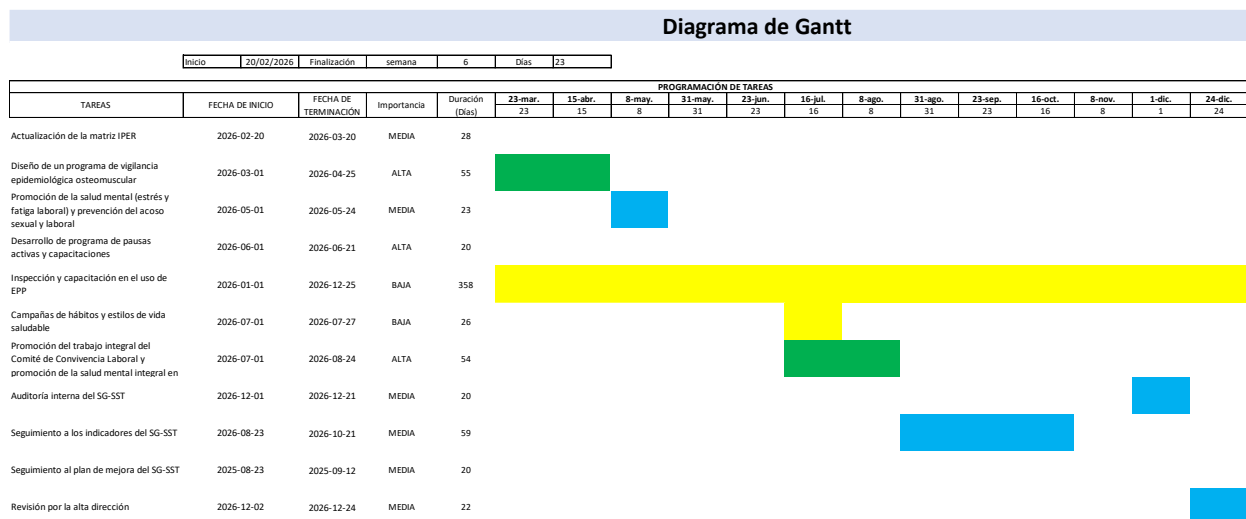 Diagrama de Gantt
Inicio 20/02/2026 Finalización semana 6 Días 23
PROGRAMACIÓN DE TAREAS
TAREAS FECHA DE INICIO FECHA DE TERMINACIÓN Importancia Duración (Días) 23-mar. 15-abr. 8-may. 31-may. 23-jun. 16-jul. 8-ago. 31-ago. 23-sep. 16-oct. 8-nov. 1-dic. 24-dic.
23 15 8 31 23 16 8 31 23 16 8 1 24
Actualización de la matriz IPER 2026-02-20 2026-03-20 MEDIA 28
Diseño de un programa de vigilancia
epidemiológica osteomuscular 2026-03-01 2026-04-25 ALTA 55
Promoción de la salud mental (estrés y
fatiga laboral) y prevención del acoso
sexual y laboral 2026-05-01 2026-05-24 MEDIA 23
Desarrollo de programa de pausas
activas y capacitaciones 2026-06-01 2026-06-21 ALTA 20
Inspección y capacitación en el uso de
EPP 2026-01-01 2026-12-25 BAJA 358
Campañas de hábitos y estilos de vida
saludable 2026-07-01 2026-07-27 BAJA 26
Promoción del trabajo integral del
Comité de Convivencia Laboral y
promoción de la salud mental integral en 2026-07-01 2026-08-24 ALTA 54
Auditoría interna del SG-SST 2026-12-01 2026-12-21 MEDIA 20
Seguimiento a los indicadores del SG-SST 2026-08-23 2026-10-21 MEDIA 59
Seguimiento al plan de mejora del SG-SST 2025-08-23 2025-09-12 MEDIA 20
Revisión por la alta dirección 2026-12-02 2026-12-24 MEDIA 22